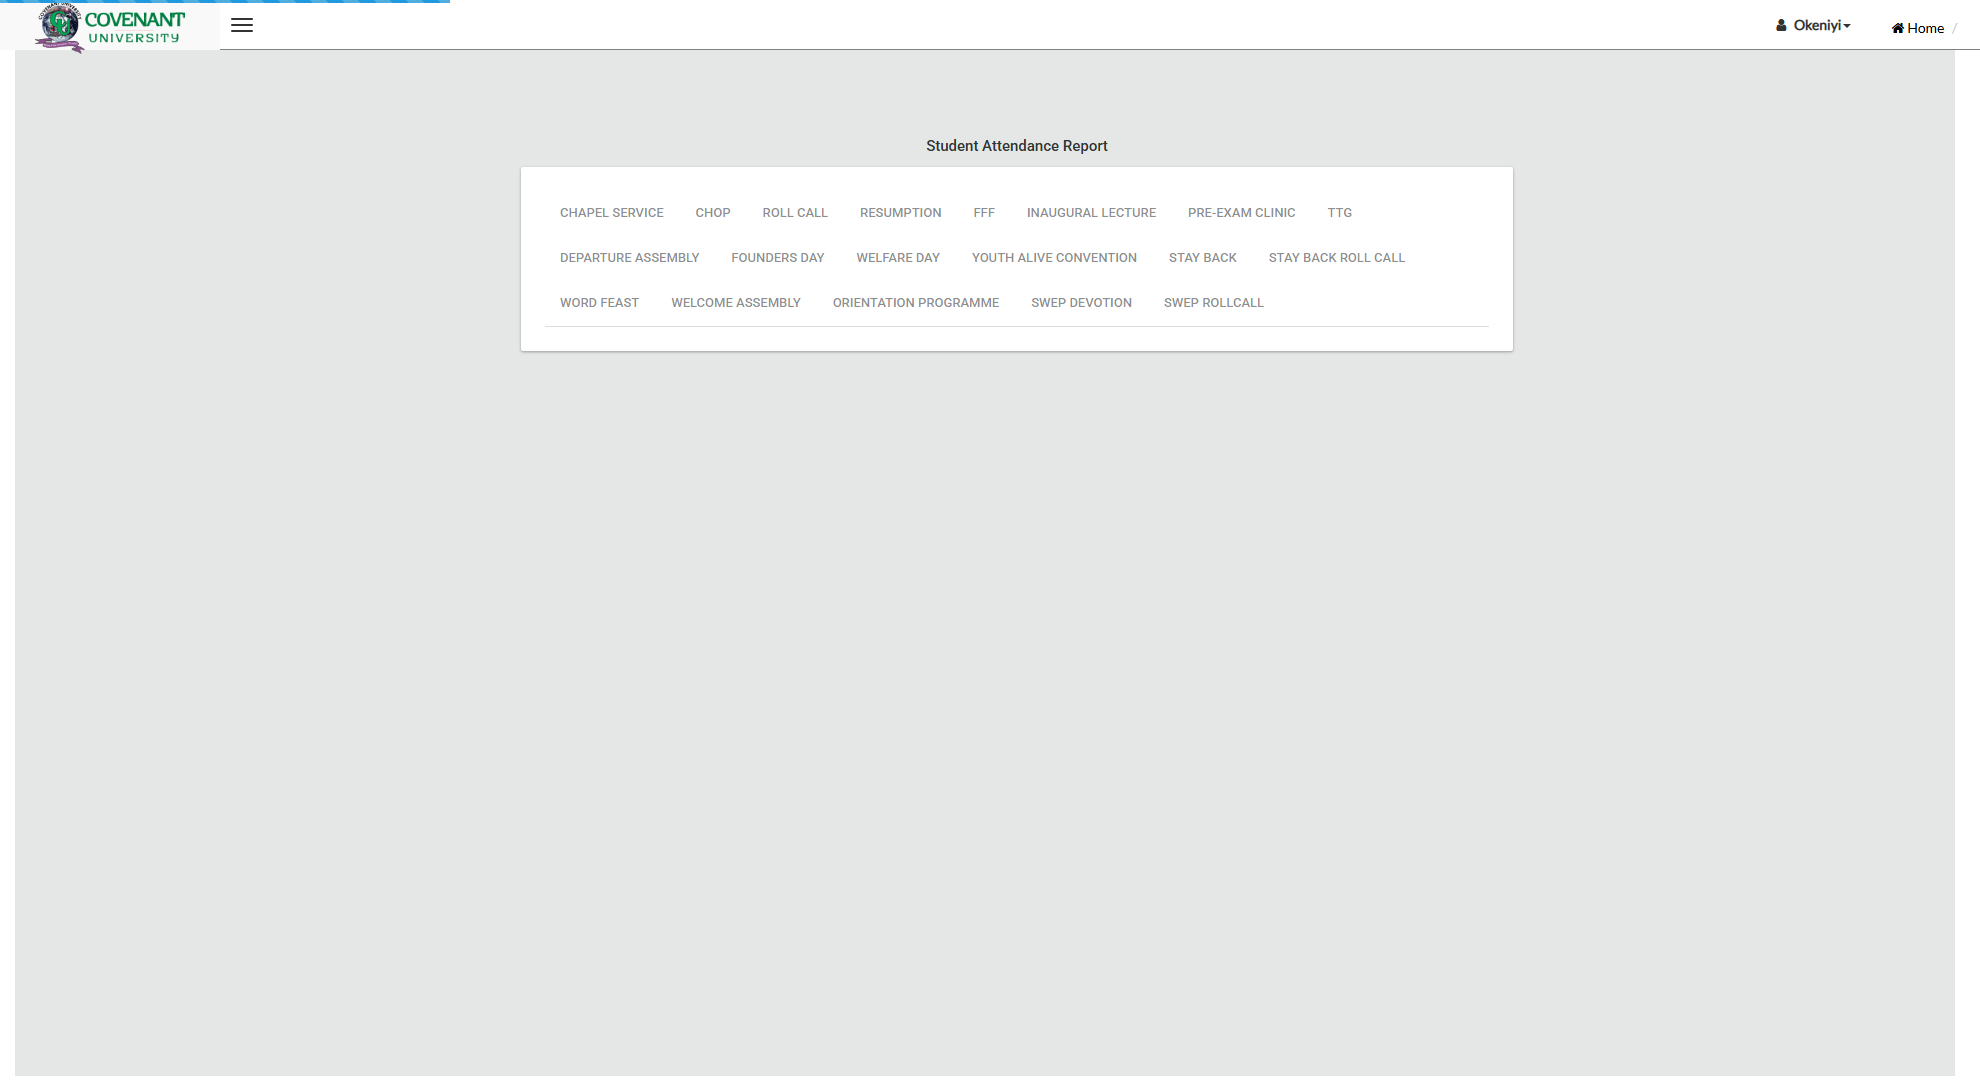 COVENANT
UNIVERSITY
Okeniyi
Home /
Student Attendance Report
CHAPEL SERVICE CHOP ROLL CALL RESUMPTION FFF INAUGURAL LECTURE PRE-EXAM CLINIC TTG
DEPARTURE ASSEMBLY FOUNDERS DAY WELFARE DAY YOUTH ALIVE CONVENTION STAY BACK STAY BACK ROLL CALL
WORD FEAST WELCOME ASSEMBLY ORIENTATION PROGRAMME SWEP DEVOTION SWEP ROLLCALL